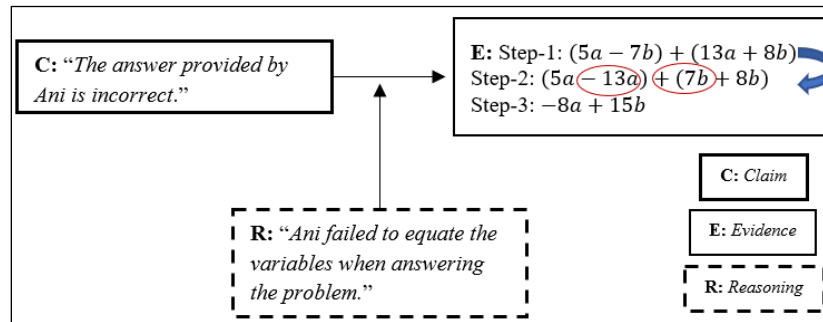 C: “The answer provided by
Ani is incorrect.”
E: Step-1: (5a − 7b) + (13a + 8b)
Step-2: (5a − 13a) + (7b + 8b)
Step-3: −8a + 15b
R: “Ani failed to equate the
variables when answering
the problem.”
C: Claim
E: Evidence
R: Reasoning